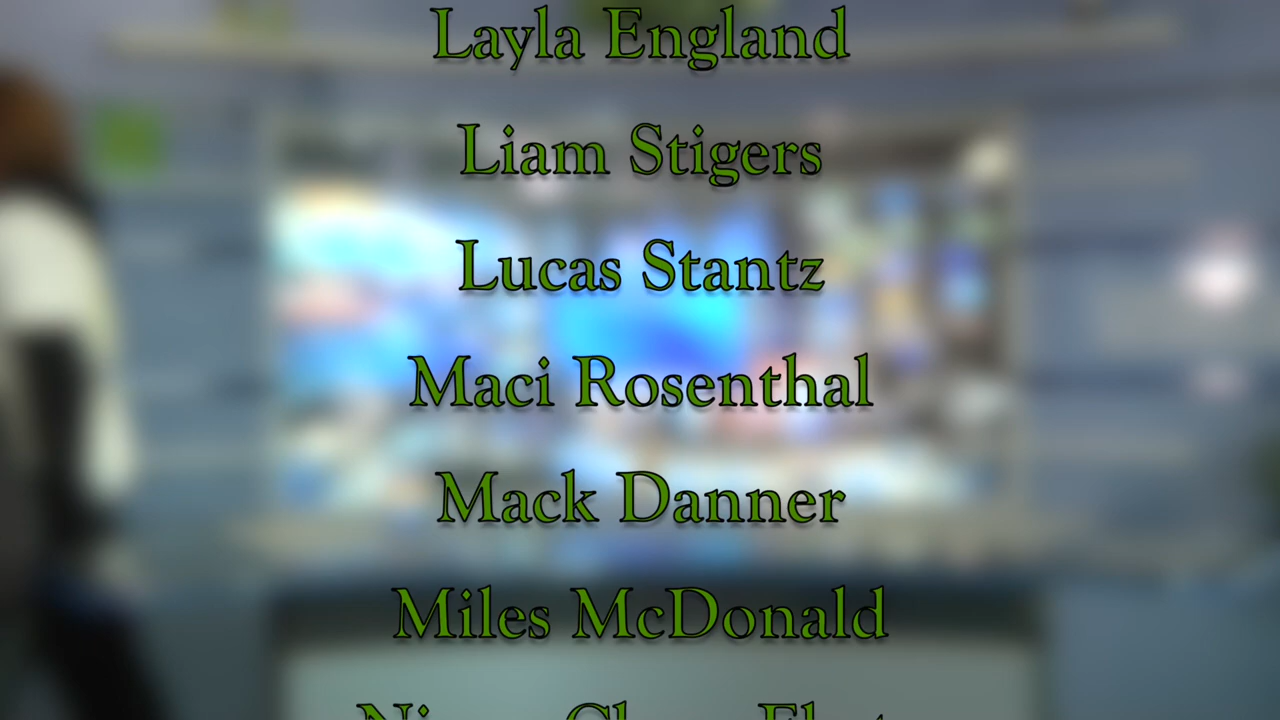 Layla England
Liam Stigers
Lucas Stantz
Maci Rosenthal
Mack Danner
Miles McDonald